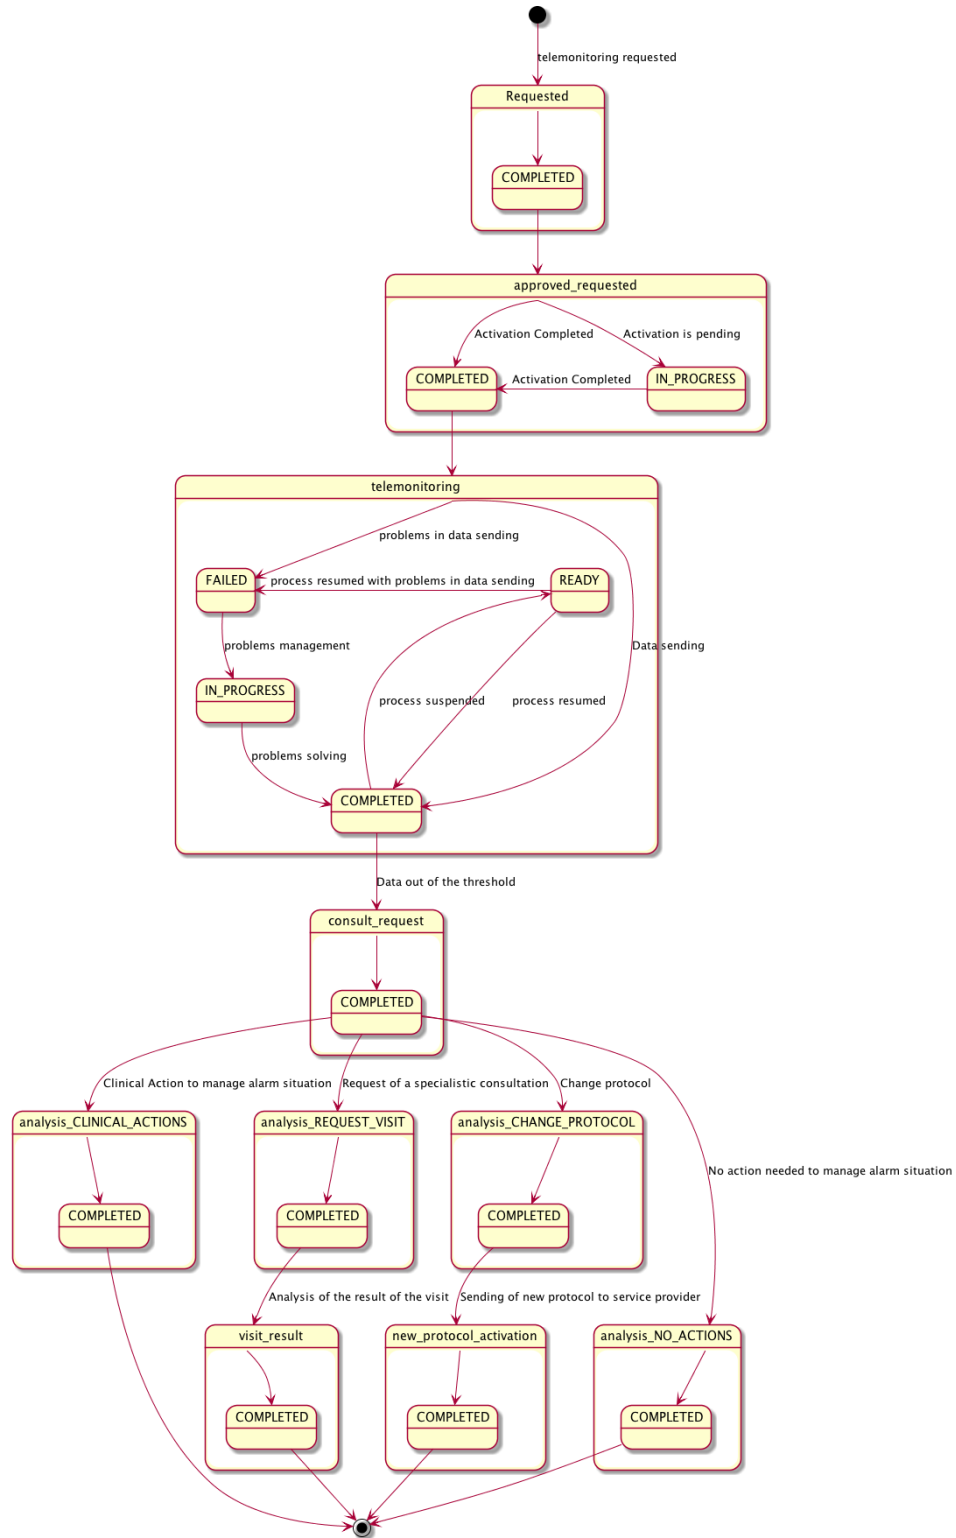 telemonitoring requested
Requested
COMPLETED
approved_requested
Activation Completed
Activation is pending
COMPLETED
Activation Completed
IN_PROGRESS
telemonitoring
problems in data sending
FAILED
process resumed with problems in data sending
READY
problems management
Data sending
IN_PROGRESS
process suspended
process resumed
problems solving
COMPLETED
Data out of the threshold
consult_request
COMPLETED
Clinical Action to manage alarm situation
Request of a specialistic consultation
Change protocol
analysis_CLINICAL_ACTIONS
analysis_REQUEST_VISIT
analysis_CHANGE_PROTOCOL
No action needed to manage alarm situation
COMPLETED
COMPLETED
COMPLETED
Analysis of the result of the visit
Sending of new protocol to service provider
visit_result
new_protocol_activation
analysis_NO_ACTIONS
COMPLETED
COMPLETED
COMPLETED